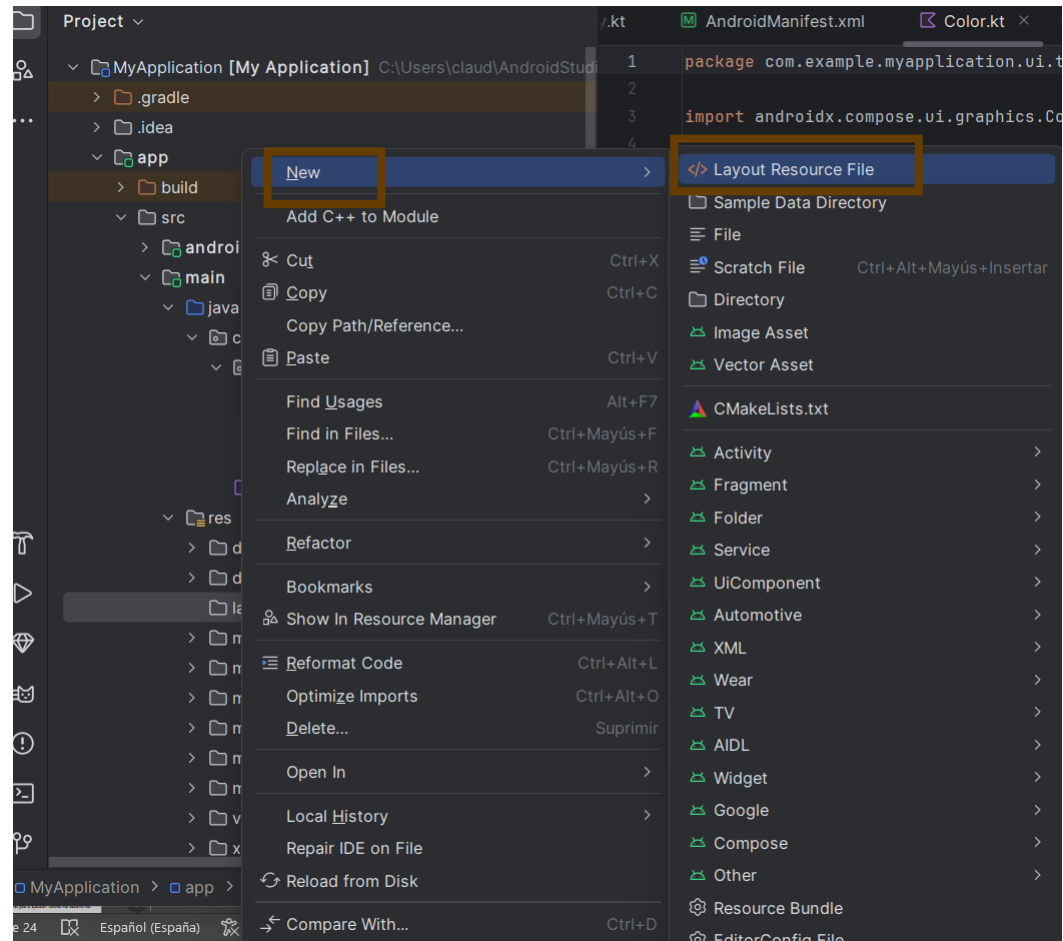 Project
.kt
AndroidManifest.xml
Color.kt
MyApplication [My Application] C:\Users\claud\AndroidStudi
.gradle
.idea
app
build
src
androi
main
java
c
res
d
d
la
m
m
m
m
m
m
v
x
1
2
3
4
package com.example.myapplication.ui.t
import androidx.compose.ui.graphics.Co
New
Add C++ to Module
Cut Ctrl+X
Copy Ctrl+C
Copy Path/Reference...
Paste Ctrl+V
Find Usages Alt+F7
Find in Files... Ctrl+Mayús+F
Replace in Files... Ctrl+Mayús+R
Analyze
Refactor
Bookmarks
Show In Resource Manager Ctrl+Mayús+T
Reformat Code Ctrl+Alt+L
Optimize Imports Ctrl+Alt+O
Delete... Suprimir
Open In
Local History
Repair IDE on File
Reload from Disk
Compare With... Ctrl+D
Layout Resource File
Sample Data Directory
File
Scratch File Ctrl+Alt+Mayús+Insertar
Directory
Image Asset
Vector Asset
CMakeLists.txt
Activity
Fragment
Folder
Service
UiComponent
Automotive
XML
Wear
TV
AIDL
Widget
Google
Compose
Other
Resource Bundle
EditorConfig File
MyApplication > app >
e 24 Español (España)